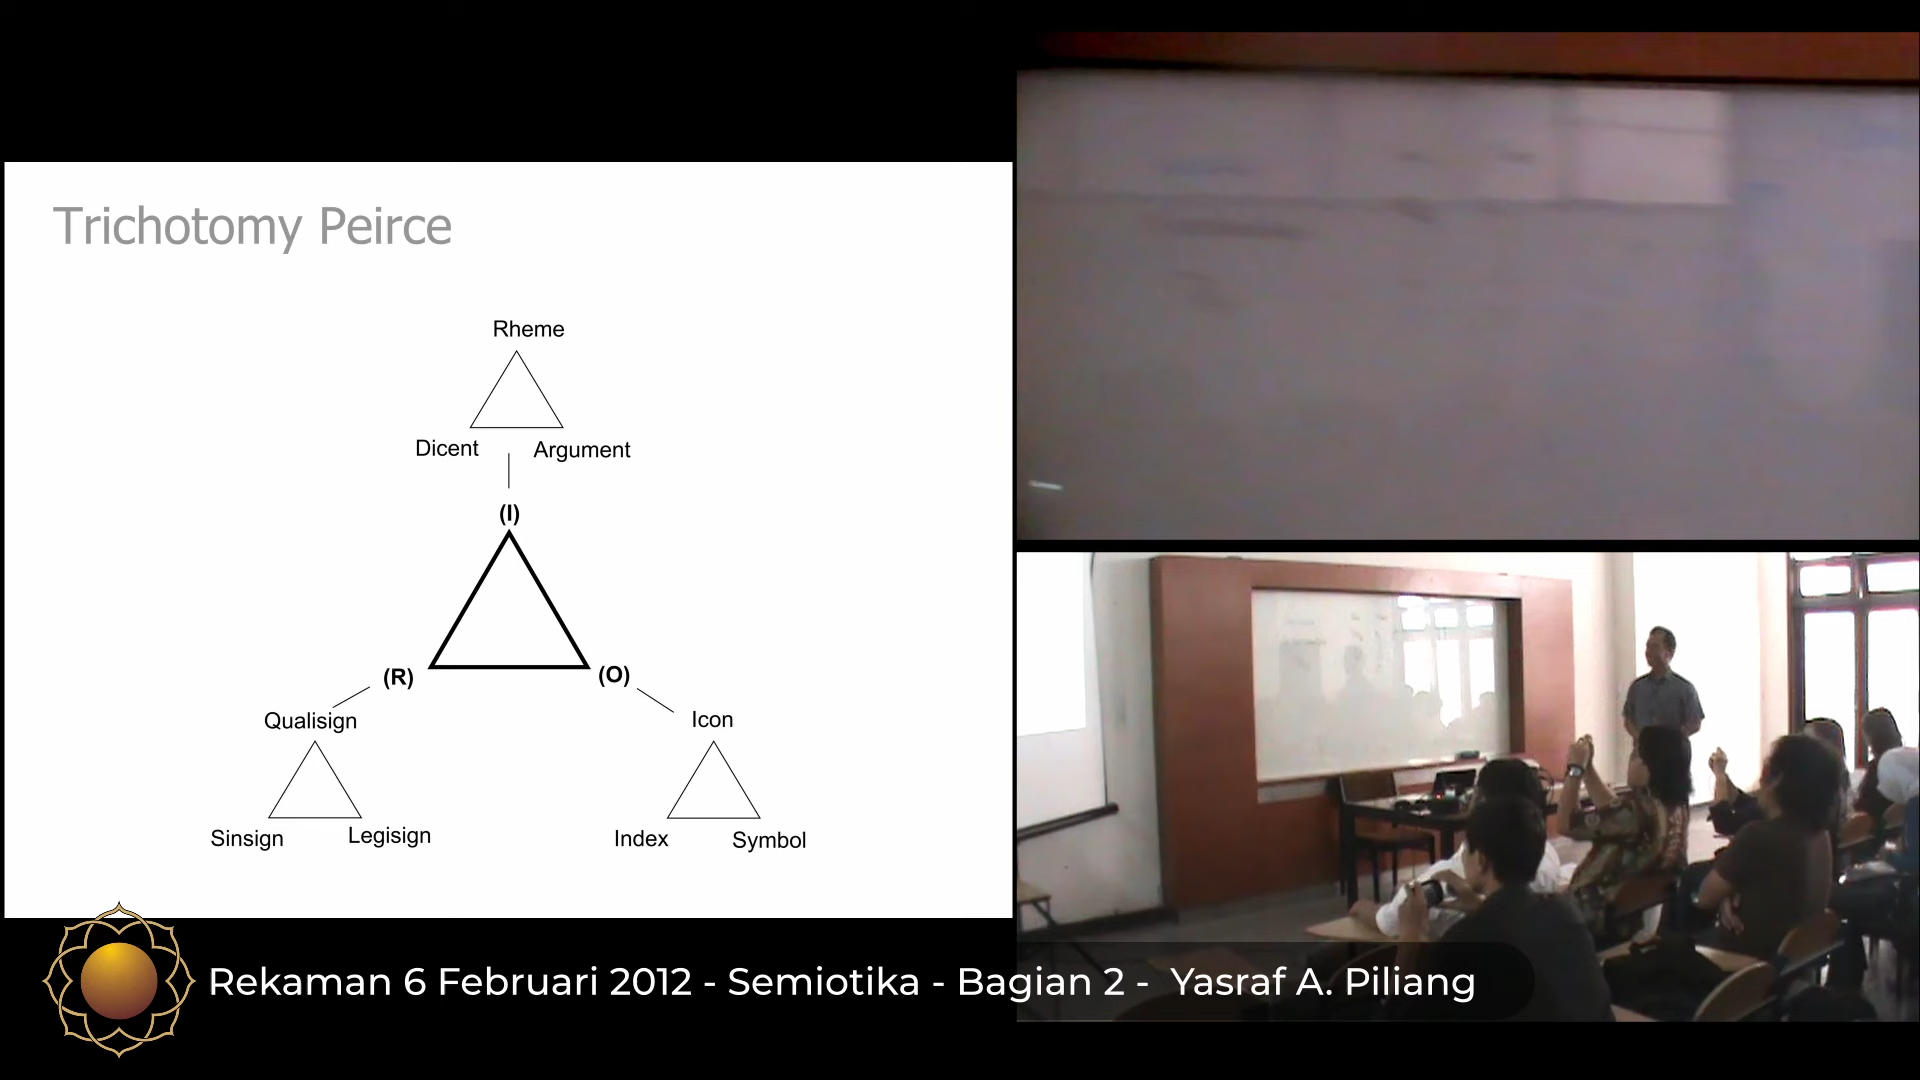 Trichotomy Peirce
Rheme
Dicent
Argument
(I)
(R)
(O)
Qualisign
Icon
Sinsign
Legisign
Index
Symbol
Rekaman 6 Februari 2012 - Semiotika - Bagian 2 - Yasraf A. Piliang